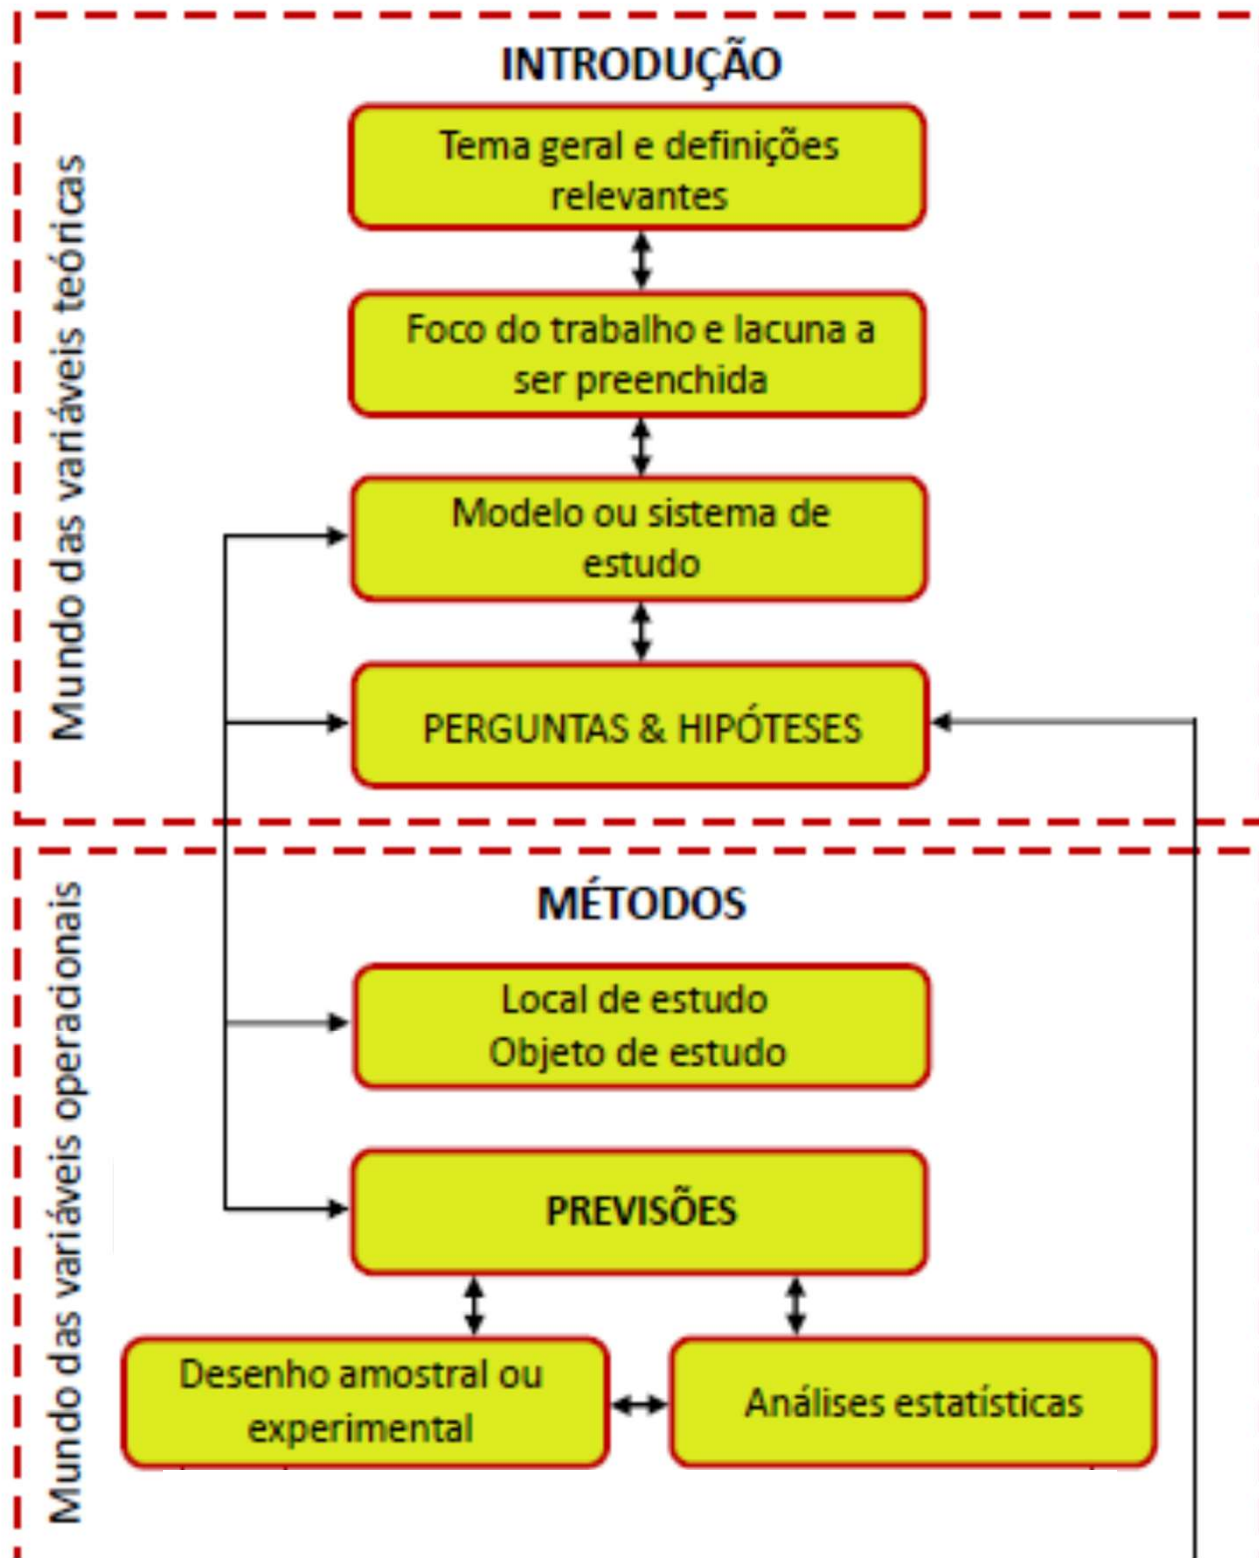 INTRODUÇÃO
Tema geral e definições
relevantes
Foco do trabalho e lacuna a
ser preenchida
Modelo ou sistema de
estudo
PERGUNTAS & HIPÓTESES
Mundo das variáveis teóricas
MÉTODOS
Local de estudo
Objeto de estudo
PREVISÕES
Desenho amostral ou
experimental
Análises estatísticas
Mundo das variáveis operacionais